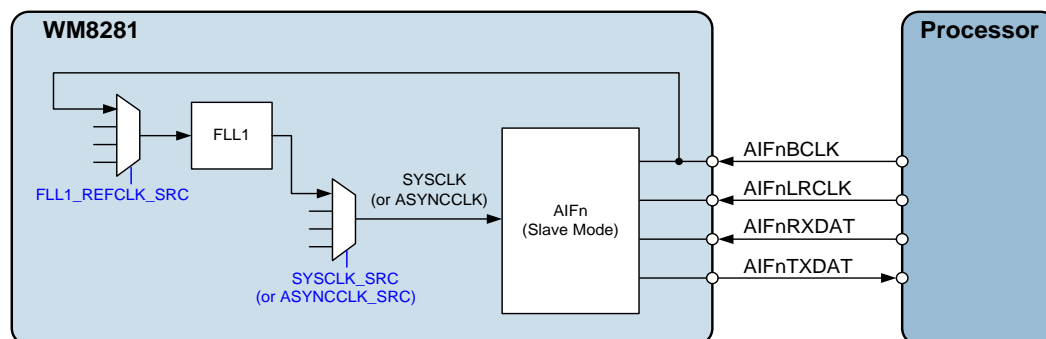 WM8281
Processor
FLL1
FLL1_REFCLK_SRC
SYSCLK
(or ASYNCCLK)
SYSCLK_SRC
(or ASYNCCLK_SRC)
AIFn
(Slave Mode)
AIFnBCLK
AIFnLRCLK
AIFnRXDAT
AIFnTXDAT